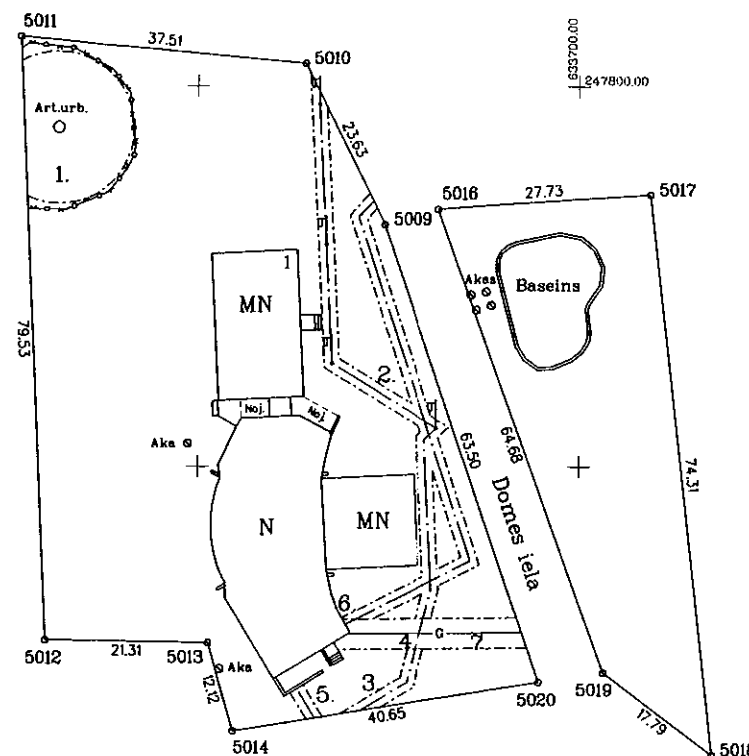 5011
37.51
5010
633700.00
247800.00
Art.urb.
1.
23.63
5009
5016
27.73
5017
1
MN
Akas
Baseins
79.53
2
Noj.
Noj.
Aka
63.50
64.68
74.31
Domes iela
N
MN
6
G
4
7
5012
21.31
5013
Aka
12.12
5.
3
40.65
5014
5020
5019
17.79
5018